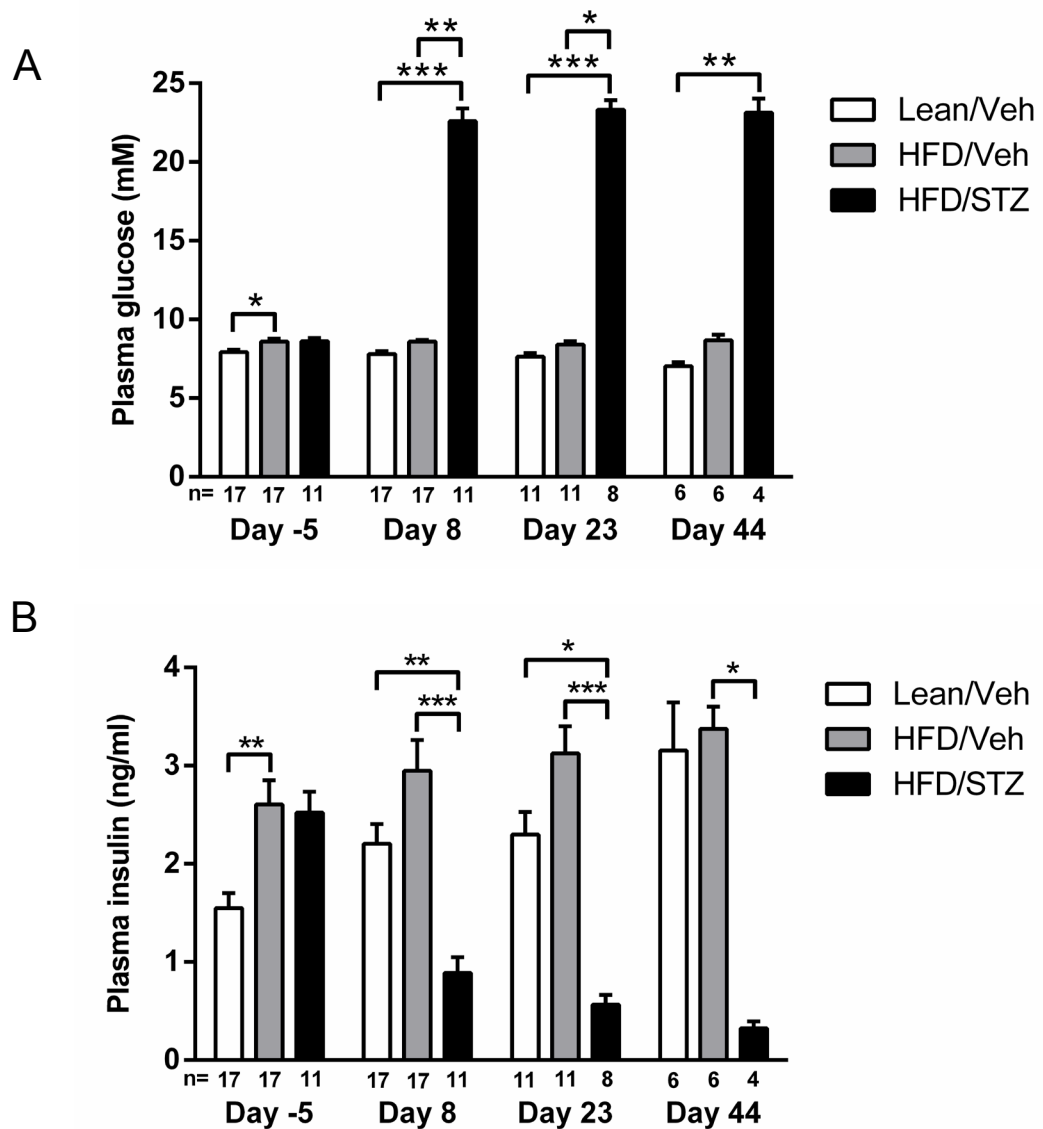 A
** *
*** *** **
25
20
15
10
5
0
Plasma glucose (mM)
*
Lean/Veh
HFD/Veh
HFD/STZ
n= 17 17 11 17 17 11 11 11 8 6 6 4
Day -5 Day 8 Day 23 Day 44
B
** * *
** *** ***
4
3
2
1
0
Plasma insulin (ng/ml)
Lean/Veh
HFD/Veh
HFD/STZ
n= 17 17 11 17 17 11 11 11 8 6 6 4
Day -5 Day 8 Day 23 Day 44